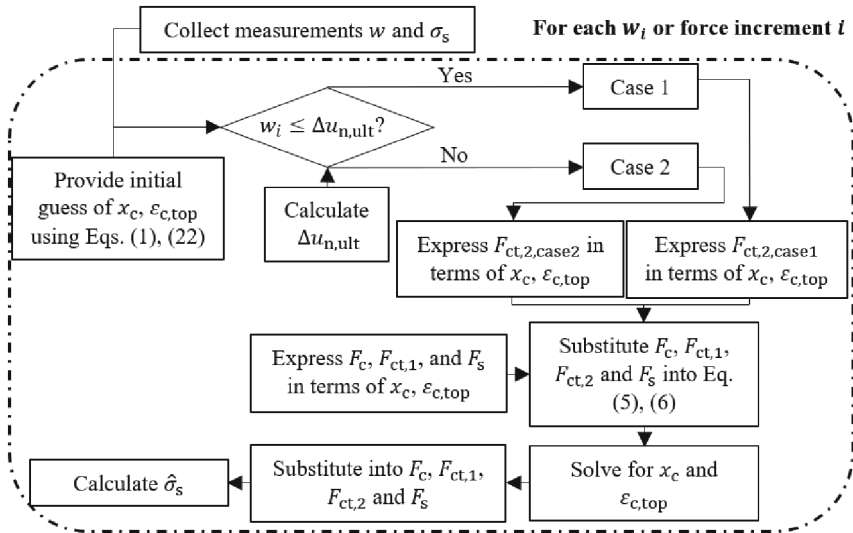 Collect measurements w and σs
For each wi or force increment i
Yes
Case 1
wi ≤ Δun,ult?
No
Case 2
Provide initial
guess of xc, εc,top
using Eqs. (1), (22)
Calculate
Δun,ult
Express Fct,2,case2 in
terms of xc, εc,top
Express Fct,2,case1
in terms of xc, εc,top
Express Fc, Fct,1, and Fs
in terms of xc, εc,top
Substitute Fc, Fct,1,
Fct,2 and Fs into Eq.
(5), (6)
Calculate σ̂s
Substitute into Fc, Fct,1,
Fct,2 and Fs
Solve for xc and
εc,top